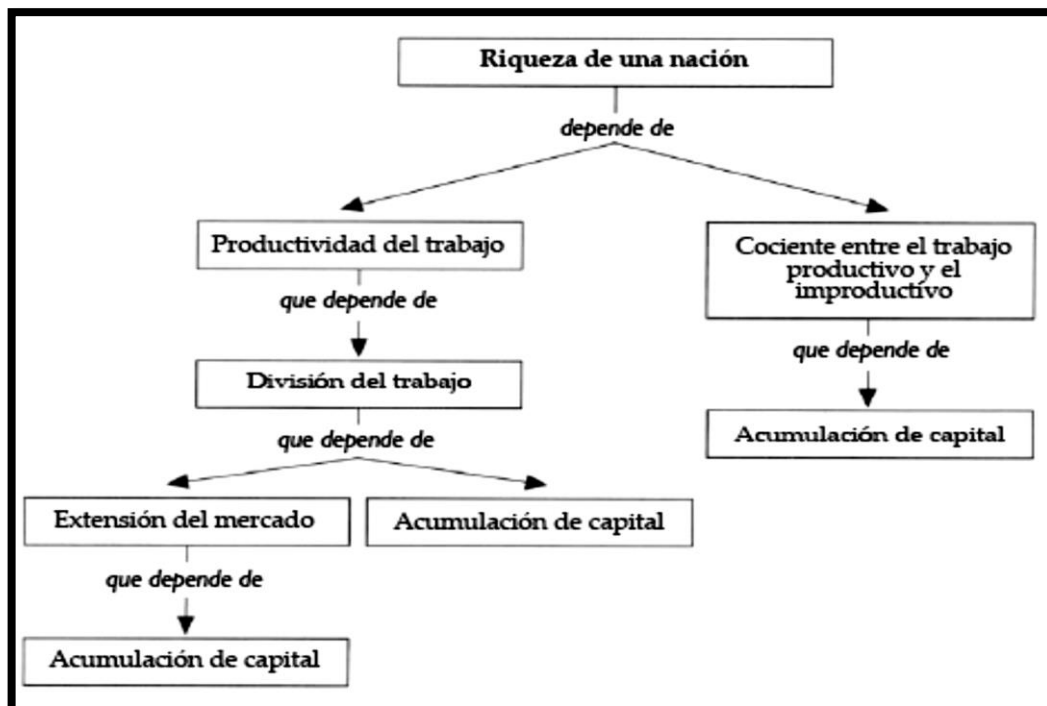 Riqueza de una nación
depende de
Productividad del trabajo
Cociente entre el trabajo
productivo y el
improductivo
que depende de
que depende de
División del trabajo
Acumulación de capital
que depende de
Extensión del mercado
Acumulación de capital
que depende de
Acumulación de capital